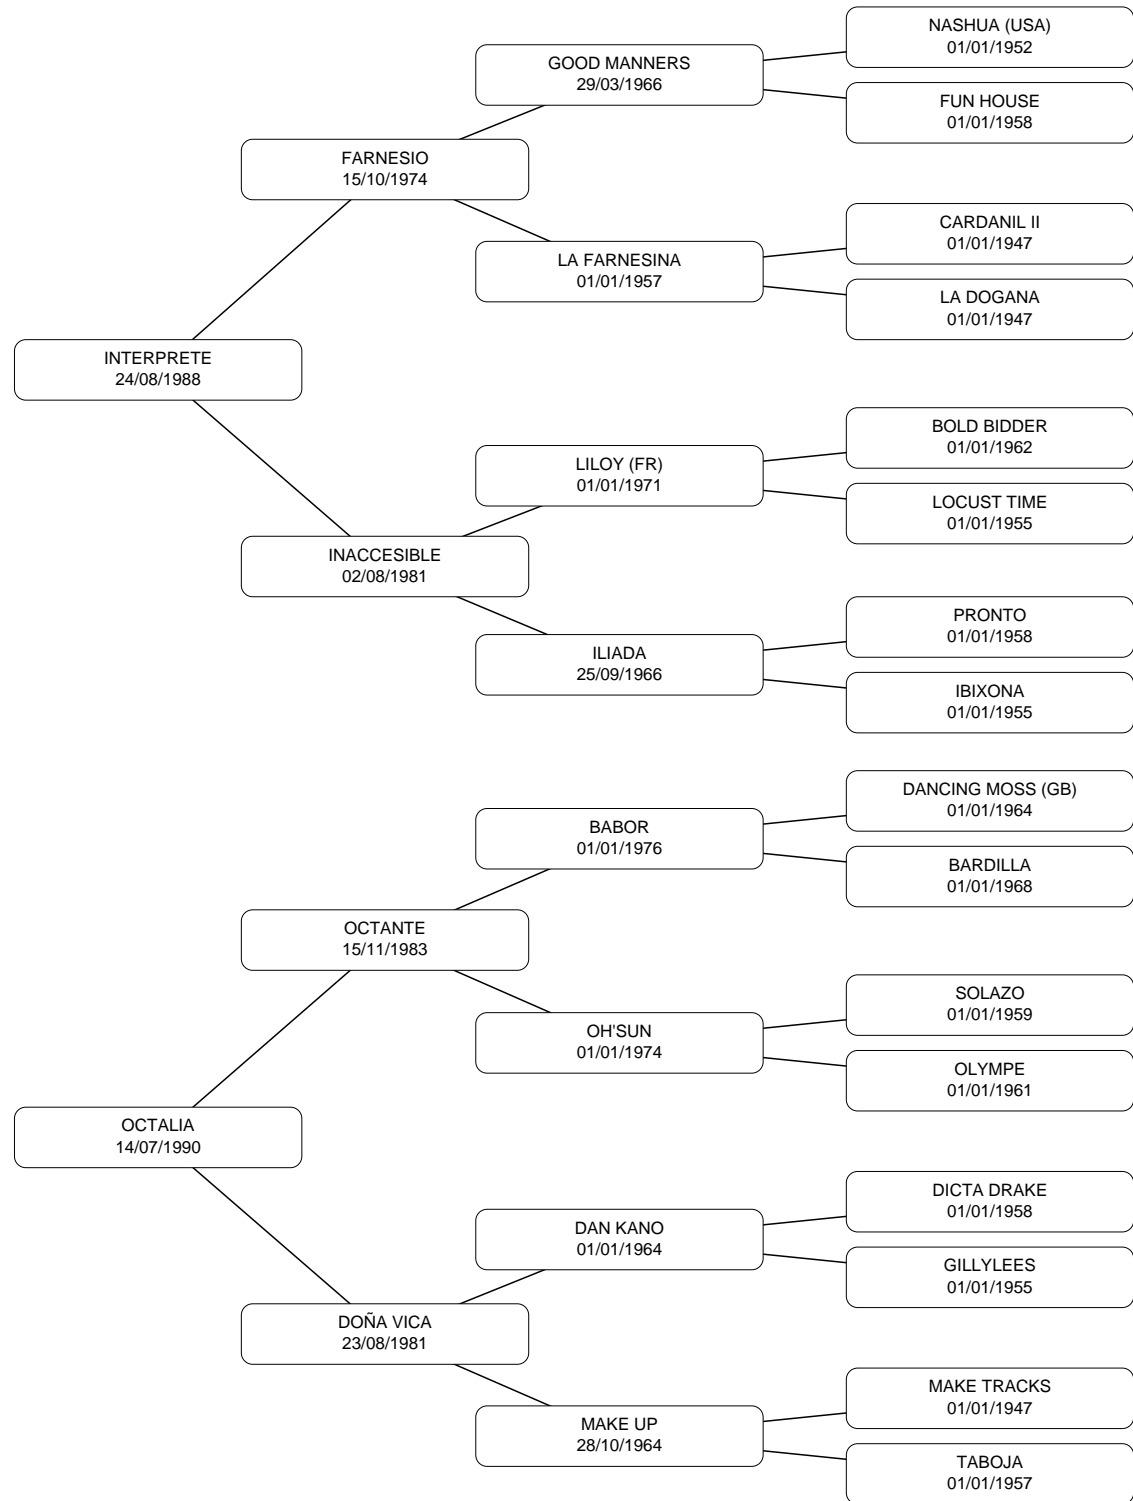 NASHUA (USA)
01/01/1952
GOOD MANNERS
29/03/1966
FUN HOUSE
01/01/1958
FARNESIO
15/10/1974
CARDANIL II
01/01/1947
LA FARNESINA
01/01/1957
LA DOGANA
01/01/1947
INTERPRETE
24/08/1988
BOLD BIDDER
01/01/1962
LILOY (FR)
01/01/1971
LOCUST TIME
01/01/1955
INACCESIBLE
02/08/1981
PRONTO
01/01/1958
ILIADA
25/09/1966
IBIXONA
01/01/1955
DANCING MOSS (GB)
01/01/1964
BABOR
01/01/1976
BARDILLA
01/01/1968
OCTANTE
15/11/1983
SOLAZO
01/01/1959
OH'SUN
01/01/1974
OLYMPE
01/01/1961
OCTALIA
14/07/1990
DICTA DRAKE
01/01/1958
DAN KANO
01/01/1964
GILLYLEES
01/01/1955
DOÑA VICA
23/08/1981
MAKE TRACKS
01/01/1947
MAKE UP
28/10/1964
TABOJA
01/01/1957